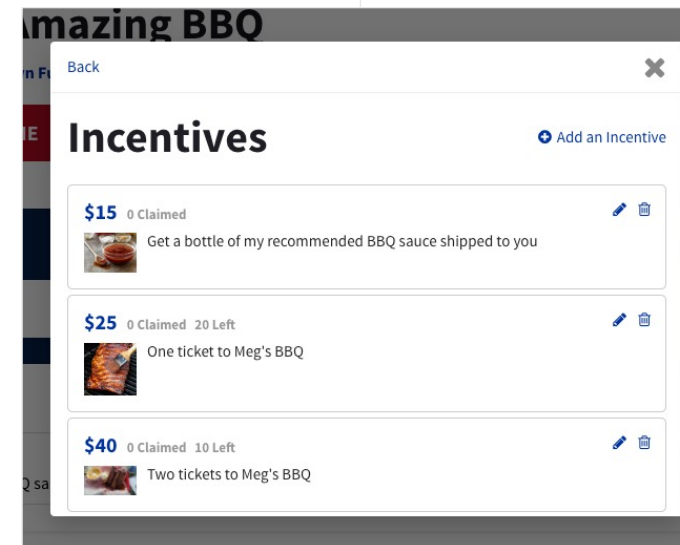 Amazing BBQ
Back
Incentives
Add an Incentive
$15 0 Claimed
Get a bottle of my recommended BBQ sauce shipped to you
$25 0 Claimed 20 Left
One ticket to Meg's BBQ
$40 0 Claimed 10 Left
Two tickets to Meg's BBQ